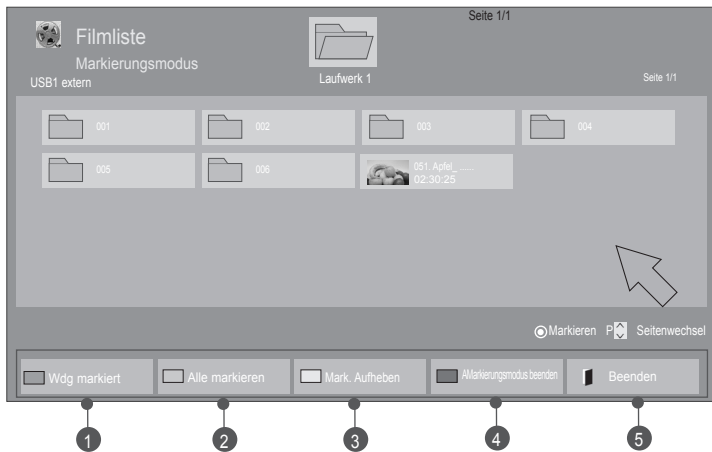 Seite 1/1
Filmliste
Markierungsmodus
USB1 extern
Laufwerk 1
Seite 1/1
001
002
003
004
005
006
051. Apfel_ ......
02:30:25
Markieren
P
Seitenwechsel
Wdg markiert
Alle markieren
Mark. Aufheben
AMarkierungsmodus beenden
Beenden
1
2
3
4
5